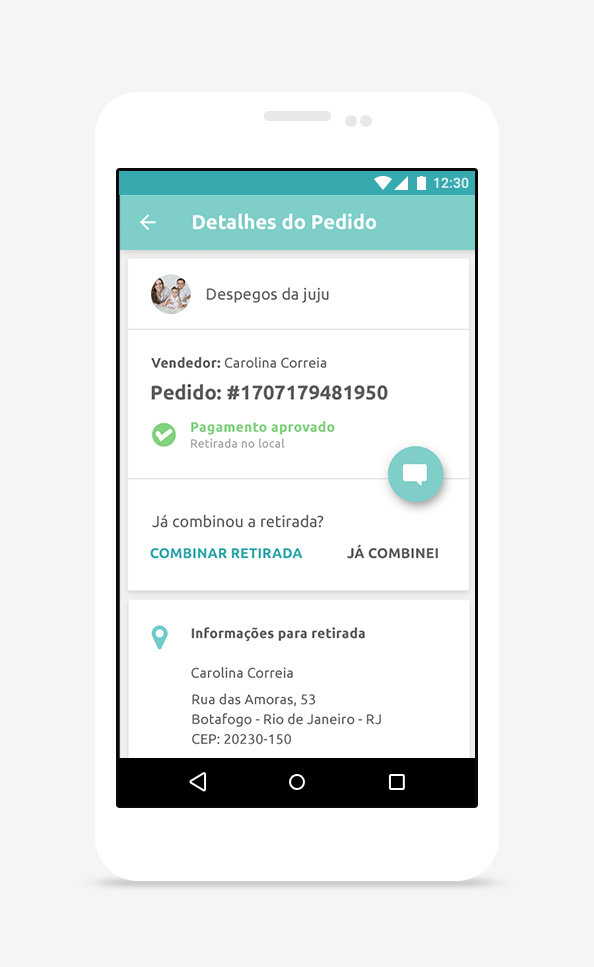 12:30
Detalhes do Pedido
Despegos da juju
Vendedor: Carolina Correia
Pedido: #1707179481950
Pagamento aprovado
Retirada no local
Já combinou a retirada?
COMBINAR RETIRADA JÁ COMBINEI
Informações para retirada
Carolina Correia
Rua das Amoras, 53
Botafogo - Rio de Janeiro - RJ
CEP: 20230-150